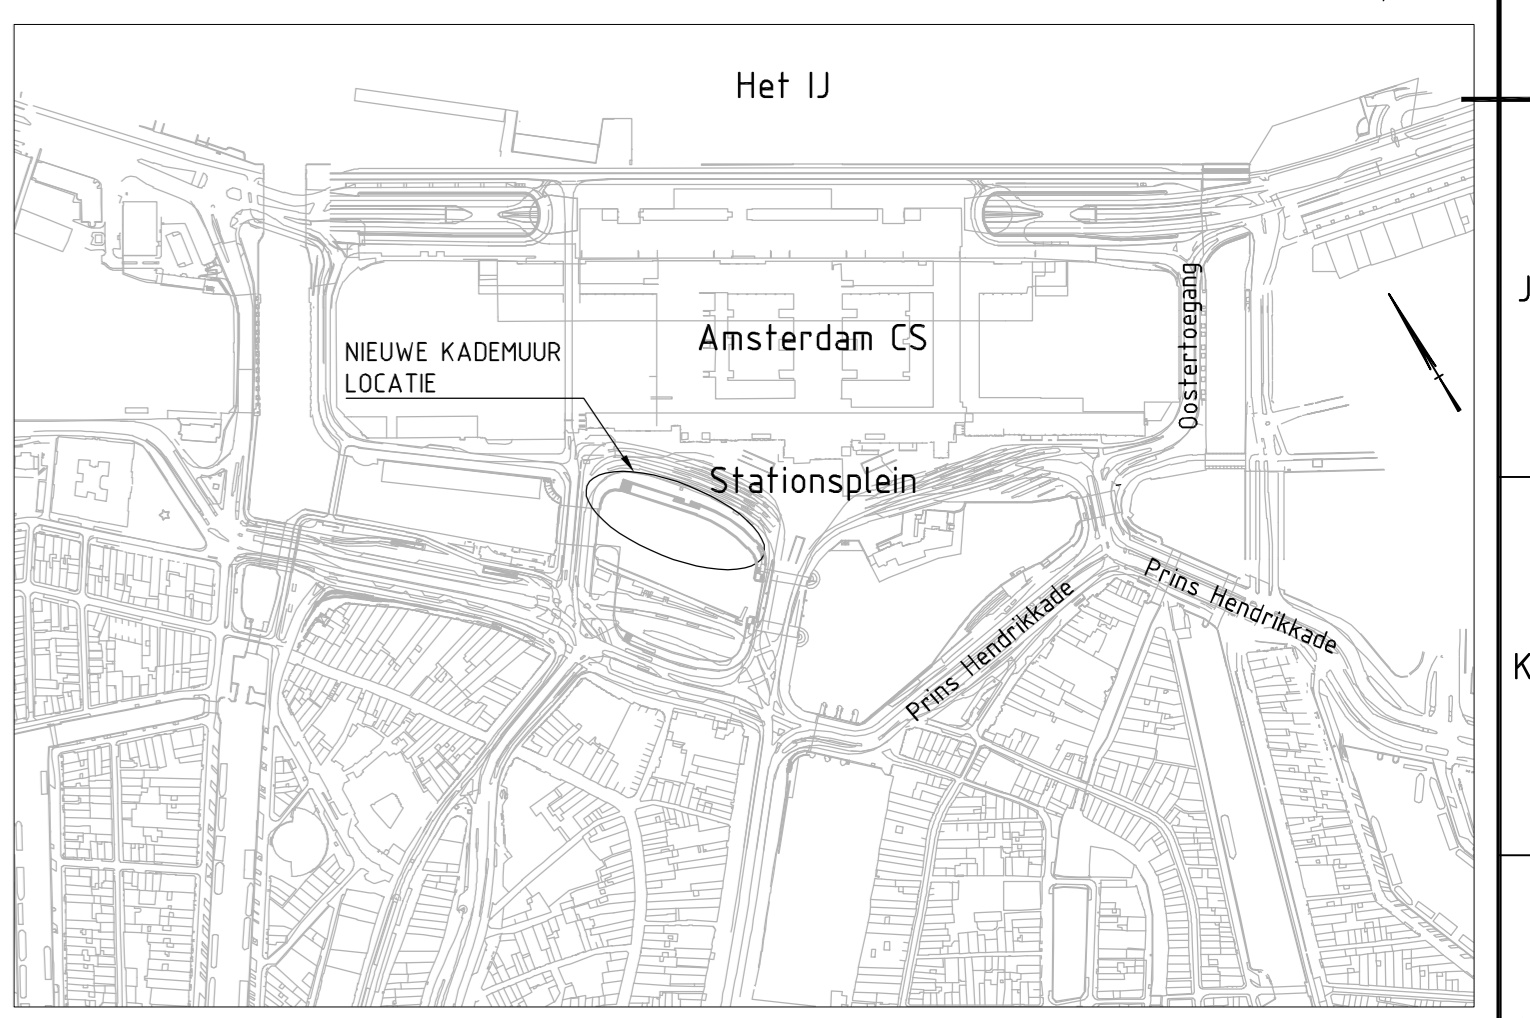 Het IJ
Amsterdam CS
NIEUWE KADEMUUR
LOCATIE
Oostertoegang
Stationsplein
Prins Hendrikkade
Prins Hendrikkade
J
K